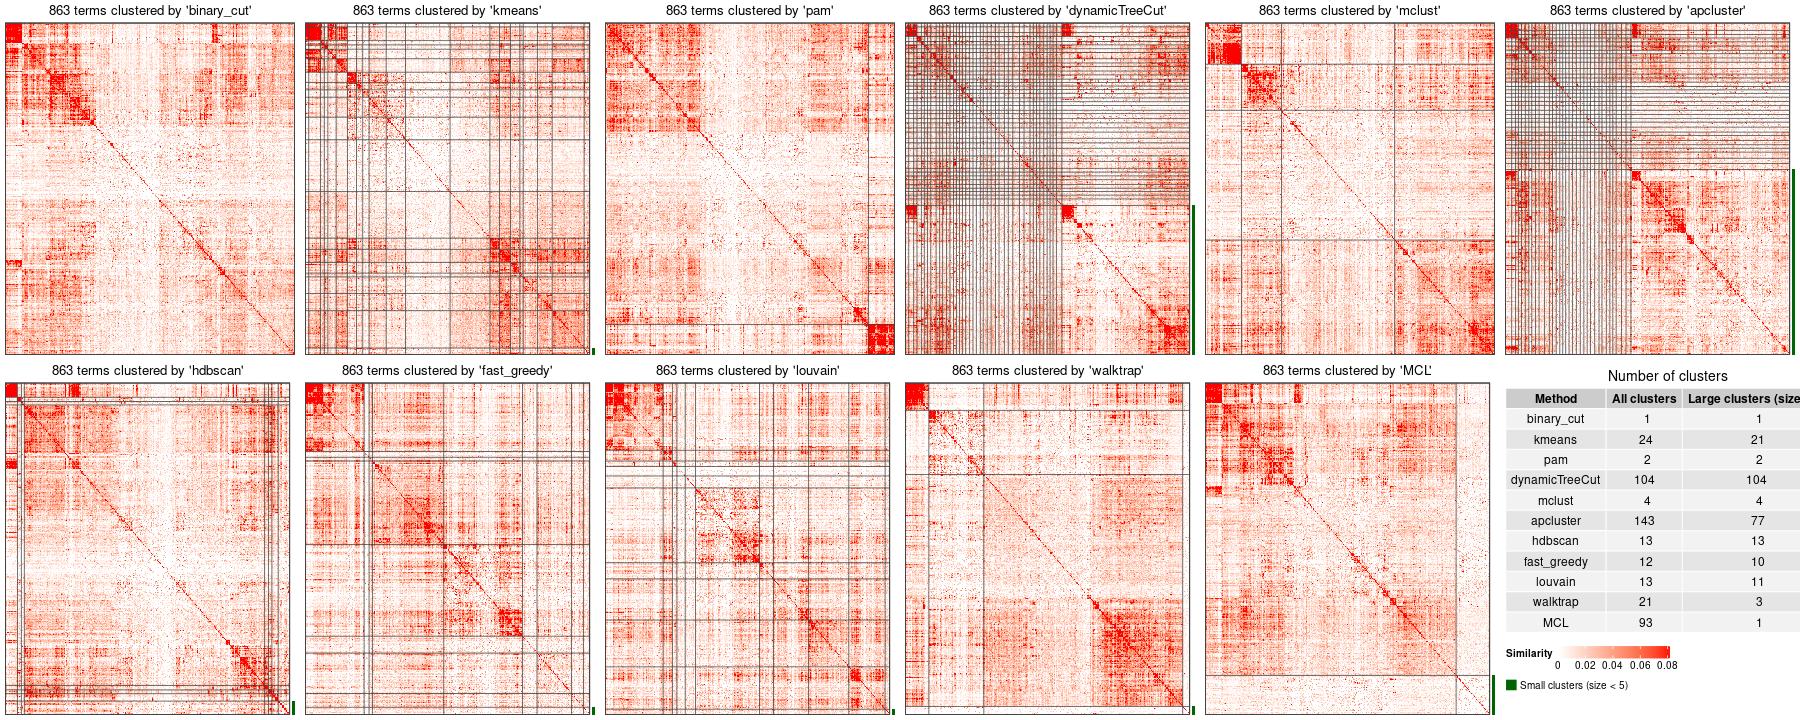 863 terms clustered by 'binary_cut'
863 terms clustered by 'kmeans'
863 terms clustered by 'pam'
863 terms clustered by 'dynamicTreeCut'
863 terms clustered by 'mclust'
863 terms clustered by 'apcluster'
863 terms clustered by 'hdbscan'
863 terms clustered by 'fast_greedy'
863 terms clustered by 'louvain'
863 terms clustered by 'walktrap'
863 terms clustered by 'MCL'
Number of clusters
Method All clusters Large clusters (size
binary_cut 1 1
kmeans 24 21
pam 2 2
dynamicTreeCut 104 104
mclust 4 4
apcluster 143 77
hdbscan 13 13
fast_greedy 12 10
louvain 13 11
walktrap 21 3
MCL 93 1
Similarity
0 0.02 0.04 0.06 0.08
Small clusters (size < 5)